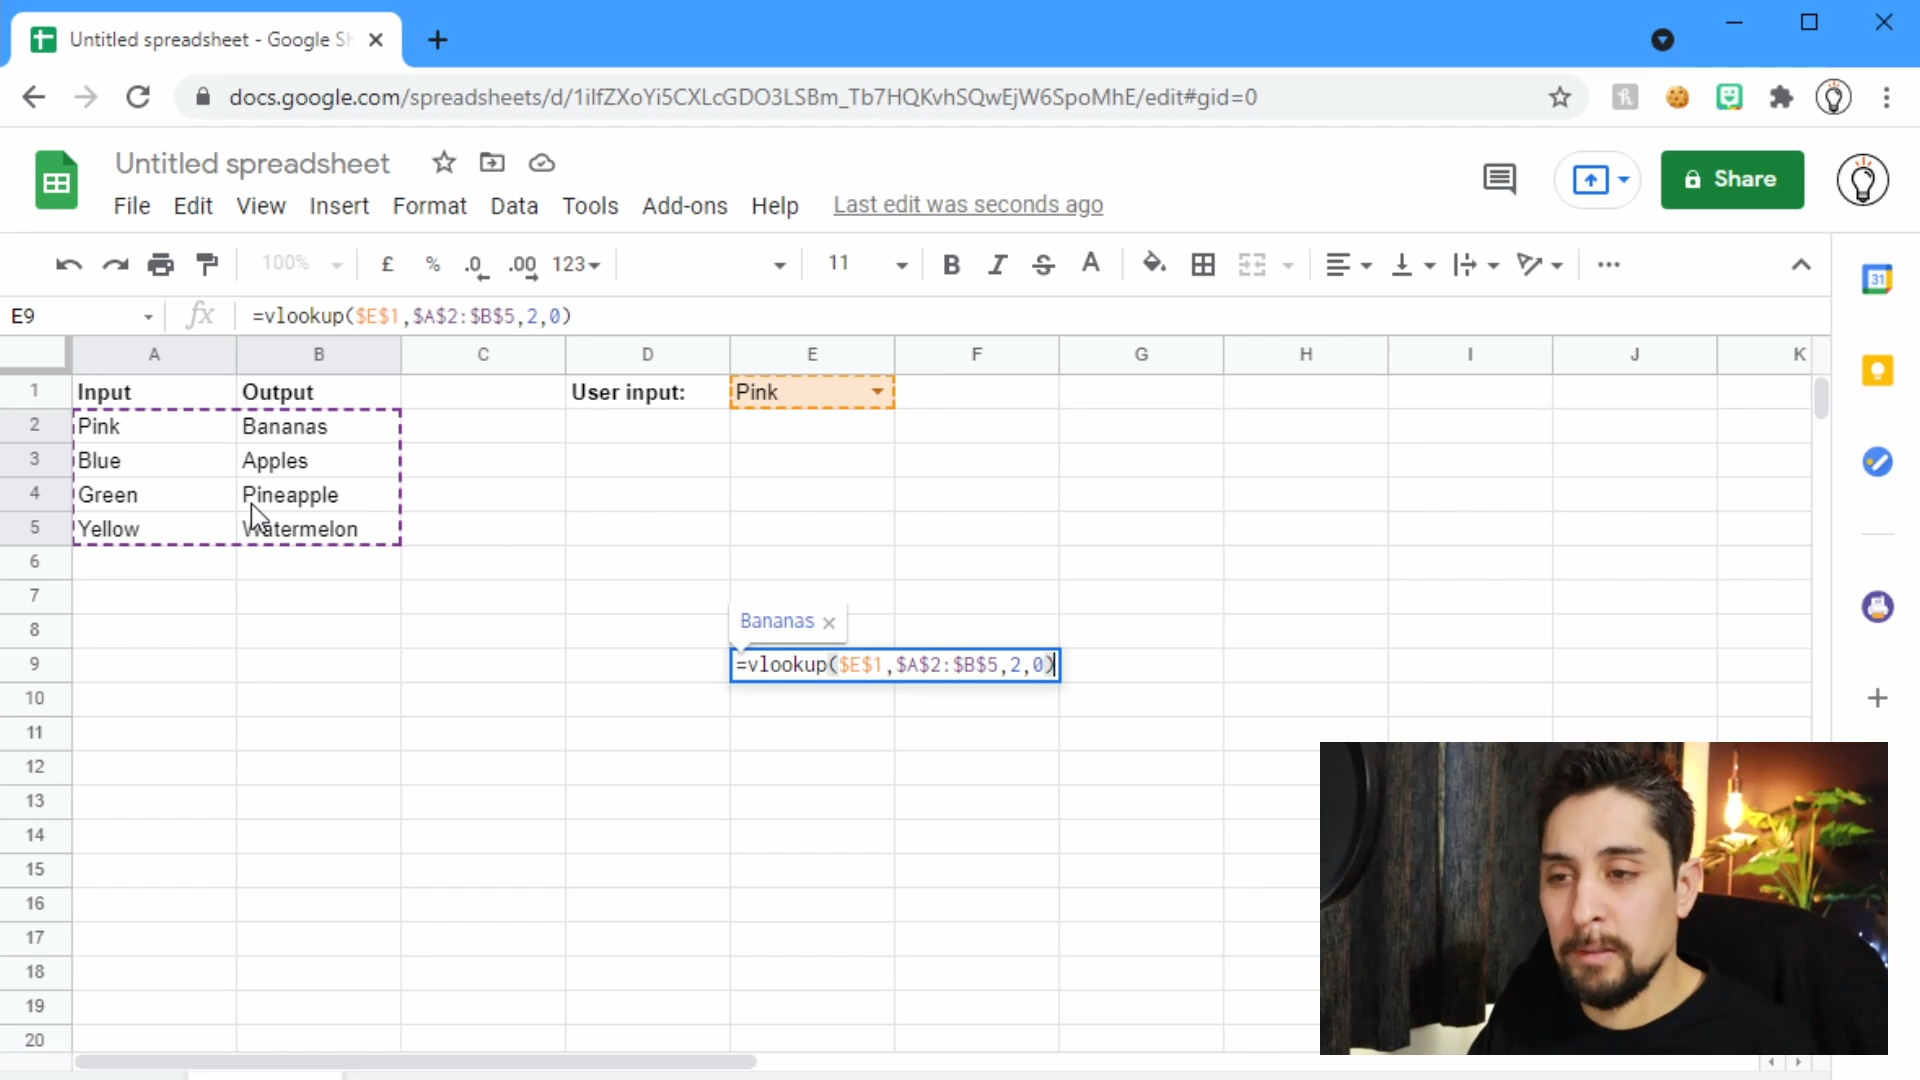 Untitled spreadsheet - Google Sh
docs.google.com/spreadsheets/d/1ilfZXoYi5CXLcGDO3LSBm_Tb7HQKvhSQwEjW6SpoMhE/edit#gid=0
Untitled spreadsheet
Share
File Edit View Insert Format Data Tools Add-ons Help Last edit was seconds ago
100% £ % .0 .00 123 11 B I S A
31
E9 fx =vlookup($E$1,$A$2:$B$5,2,0)
A B C D E F G H I J K
1 Input Output User input: Pink
2 Pink Bananas
3 Blue Apples
4 Green Pineapple
5 Yellow Watermelon
6
7
8 Bananas
9 =vlookup($E$1,$A$2:$B$5,2,0)
10
11
12
13
14
15
16
17
18
19
20